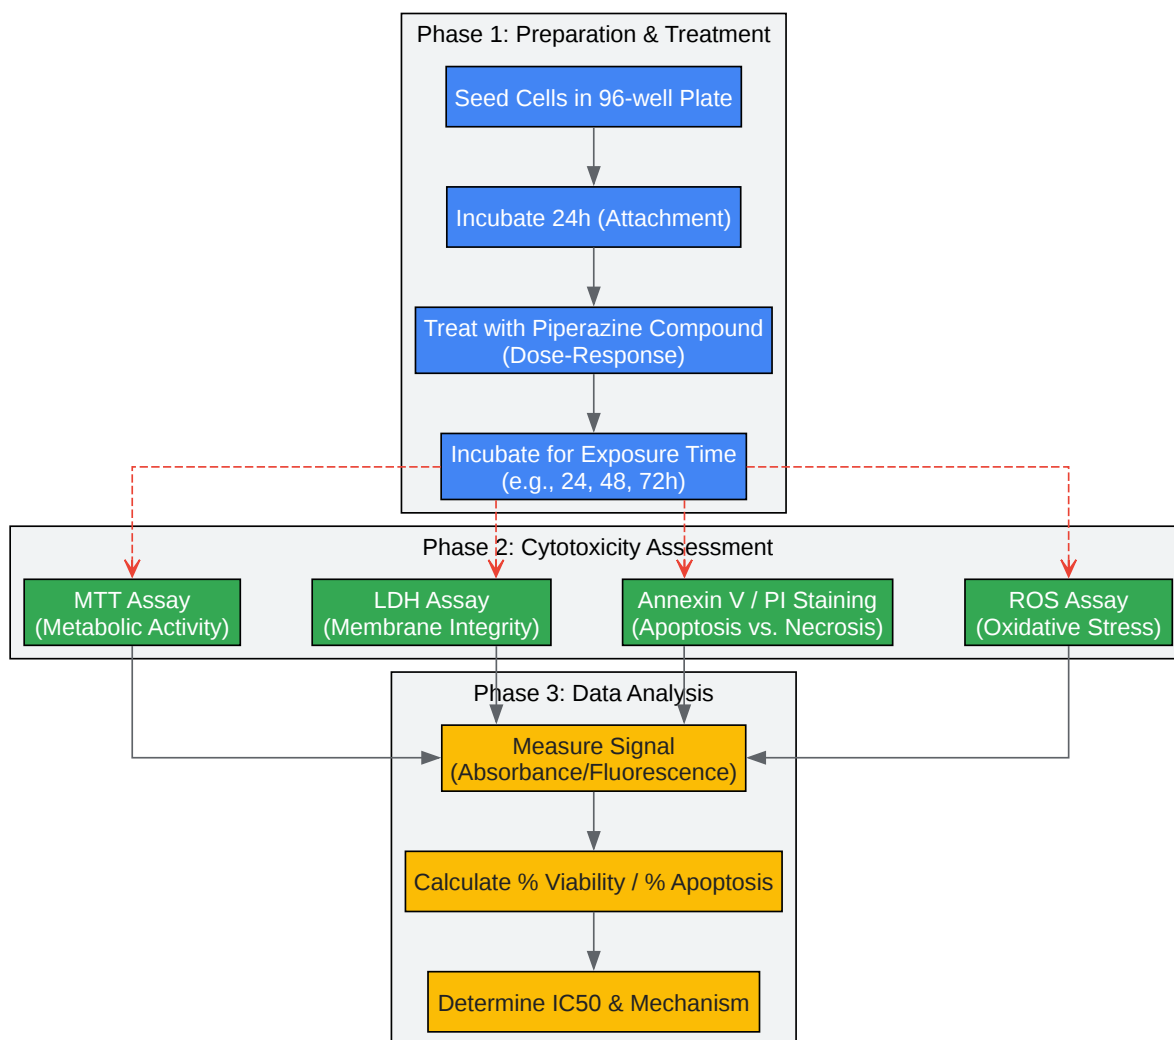 Phase 1: Preparation & Treatment
Seed Cells in 96-well Plate
Incubate 24h (Attachment)
Treat with Piperazine Compound
(Dose-Response)
Incubate for Exposure Time
(e.g., 24, 48, 72h)
Phase 2: Cytotoxicity Assessment
MTT Assay
(Metabolic Activity)
LDH Assay
(Membrane Integrity)
Annexin V / PI Staining
(Apoptosis vs. Necrosis)
ROS Assay
(Oxidative Stress)
Phase 3: Data Analysis
Measure Signal
(Absorbance/Fluorescence)
Calculate % Viability / % Apoptosis
Determine IC50 & Mechanism